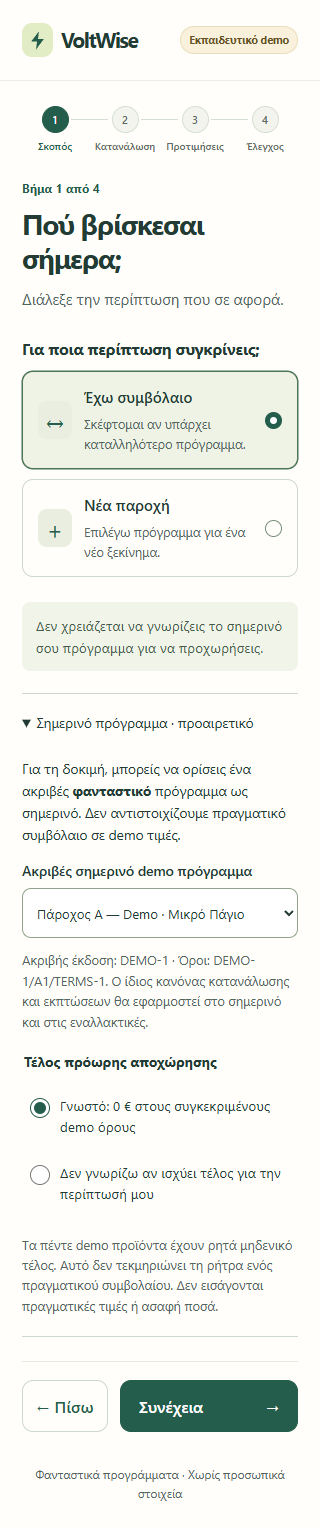 VoltWise
Εκπαιδευτικό demo
1
2
3
4
Σκοπός
Κατανάλωση
Προτιμήσεις
Έλεγχος
Βήμα 1 από 4
Πού βρίσκεσαι
σήμερα;
Διάλεξε την περίπτωση που σε αφορά.
Για ποια περίπτωση συγκρίνεις;
Έχω συμβόλαιο
Σκέφτομαι αν υπάρχει
καταλληλότερο πρόγραμμα.
Νέα παροχή
Επιλέγω πρόγραμμα για ένα
νέο ξεκίνημα.
Δεν χρειάζεται να γνωρίζεις το σημερινό
σου πρόγραμμα για να προχωρήσεις.
▼ Σημερινό πρόγραμμα · προαιρετικό
Για τη δοκιμή, μπορείς να ορίσεις ένα
ακριβές φανταστικό πρόγραμμα ως
σημερινό. Δεν αντιστοιχίζουμε πραγματικό
συμβόλαιο σε demo τιμές.
Ακριβές σημερινό demo πρόγραμμα
Πάροχος Α — Demo · Μικρό Πάγιο
Ακριβής έκδοση: DEMO-1 · Όροι: DEMO-
1/A1/TERMS-1. Ο ίδιος κανόνας κατανάλωσης
και εκπτώσεων θα εφαρμοστεί στο σημερινό
και στις εναλλακτικές.
Τέλος πρόωρης αποχώρησης
Γνωστό: 0 € στους συγκεκριμένους
demo όρους
Δεν γνωρίζω αν ισχύει τέλος για την
περίπτωσή μου
Τα πέντε demo προϊόντα έχουν ρητά μηδενικό
τέλος. Αυτό δεν τεκμηριώνει τη ρήτρα ενός
πραγματικού συμβολαίου. Δεν εισάγονται
πραγματικές τιμές ή ασαφή ποσά.
← Πίσω
Συνέχεια →
Φανταστικά προγράμματα · Χωρίς προσωπικά
στοιχεία